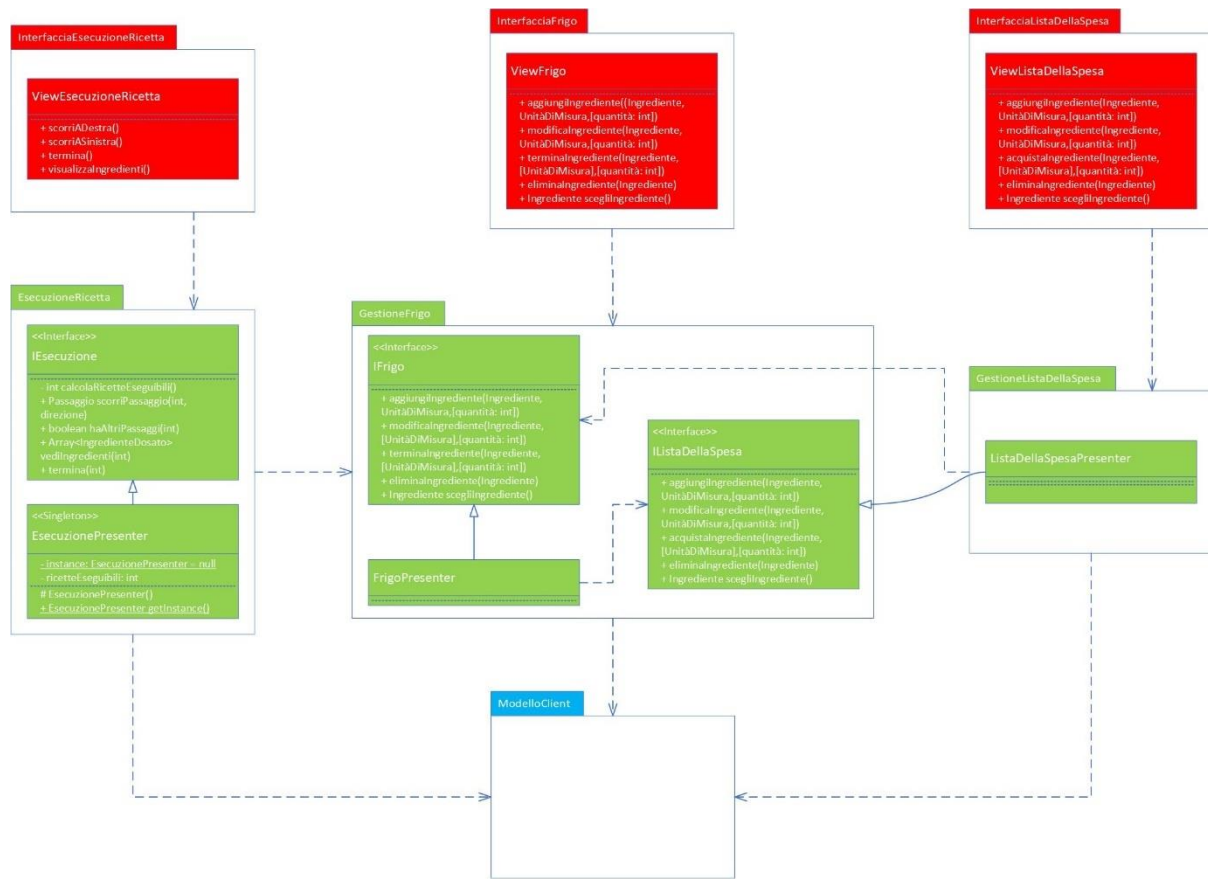 InterfacciaEsecuzioneRicetta
ViewEsecuzioneRicetta
+ scorriADestra()
+ scorriASinistra()
+ termina()
+ visualizzaIngredienti()
InterfacciaFrigo
ViewFrigo
+ aggiungiIngrediente((Ingrediente,
UnitàDiMisura,[quantità: int])
+ modificaIngrediente(Ingrediente,
UnitàDiMisura,[quantità: int])
+ terminaIngrediente(Ingrediente,
[UnitàDiMisura],[quantità: int])
+ eliminaIngrediente(Ingrediente)
+ Ingrediente scegliIngrediente()
InterfacciaListaDellaSpesa
ViewListaDellaSpesa
+ aggiungiIngrediente(Ingrediente,
UnitàDiMisura,[quantità: int])
+ modificaIngrediente(Ingrediente,
UnitàDiMisura,[quantità: int])
+ acquistaIngrediente(Ingrediente,
[UnitàDiMisura],[quantità: int])
+ eliminaIngrediente(Ingrediente)
+ Ingrediente scegliIngrediente()
EsecuzioneRicetta
<<Interface>>
IEsecuzione
- int calcolaRicetteEseguibili()
+ Passaggio scorriPassaggio(int,
direzione)
+ boolean haAltriPassaggi(int)
+ Array<IngredienteDosato>
vediIngredienti(int)
+ termina(int)
<<Singleton>>
EsecuzionePresenter
- instance: EsecuzionePresenter = null
- ricetteEseguibili: int
# EsecuzionePresenter()
+ EsecuzionePresenter getInstance()
GestioneFrigo
<<Interface>>
IFrigo
+ aggiungiIngrediente(Ingrediente,
UnitàDiMisura,[quantità: int])
+ modificaIngrediente(Ingrediente,
[UnitàDiMisura],[quantità: int])
+ terminaIngrediente(Ingrediente,
[UnitàDiMisura],[quantità: int])
+ eliminaIngrediente(Ingrediente)
+ Ingrediente scegliIngrediente()
FrigoPresenter
<<Interface>>
IListaDellaSpesa
+ aggiungiIngrediente(Ingrediente,
UnitàDiMisura,[quantità: int])
+ modificaIngrediente(Ingrediente,
UnitàDiMisura,[quantità: int])
+ acquistaIngrediente(Ingrediente,
[UnitàDiMisura],[quantità: int])
+ eliminaIngrediente(Ingrediente)
+ Ingrediente scegliIngrediente()
GestioneListaDellaSpesa
ListaDellaSpesaPresenter
ModelloClient